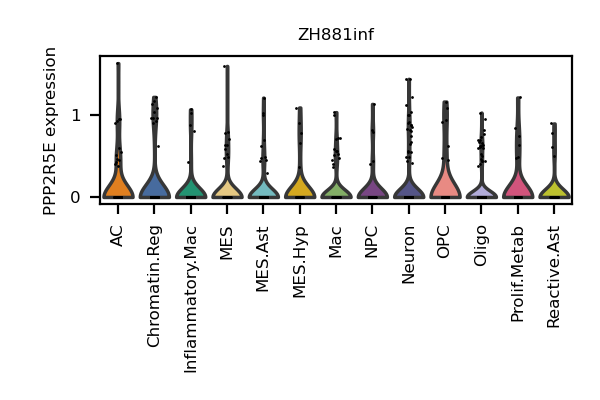 ZH881inf
PPP2R5E expression
1
0
AC
Chromatin.Reg
Inflammatory.Mac
MES
MES.Ast
MES.Hyp
Mac
NPC
Neuron
OPC
Oligo
Prolif.Metab
Reactive.Ast